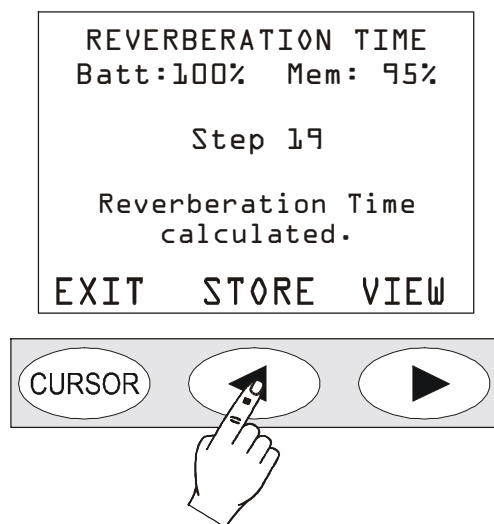 REVERBERATION TIME
Batt:100% Mem: 95%
Step 19
Reverberation Time
calculated.
EXIT STORE VIEW
CURSOR